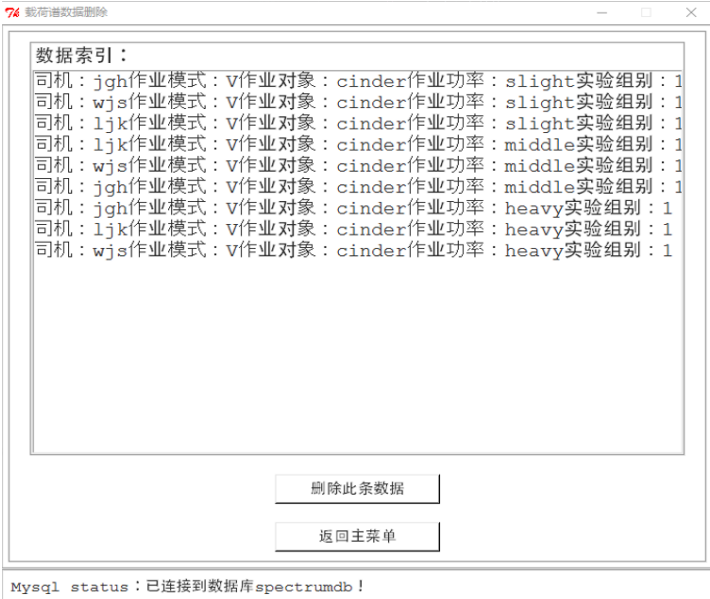 载荷谱数据删除
数据索引：
司机：jgh作业模式：V作业对象：cinder作业功率：slight实验组别：1
司机：wjs作业模式：V作业对象：cinder作业功率：slight实验组别：1
司机：ljk作业模式：V作业对象：cinder作业功率：slight实验组别：1
司机：ljk作业模式：V作业对象：cinder作业功率：middle实验组别：1
司机：wjs作业模式：V作业对象：cinder作业功率：middle实验组别：1
司机：jgh作业模式：V作业对象：cinder作业功率：middle实验组别：1
司机：jgh作业模式：V作业对象：cinder作业功率：heavy实验组别：1
司机：ljk作业模式：V作业对象：cinder作业功率：heavy实验组别：1
司机：wjs作业模式：V作业对象：cinder作业功率：heavy实验组别：1
删除此条数据
返回主菜单
Mysql status：已连接到数据库spectrumdb！